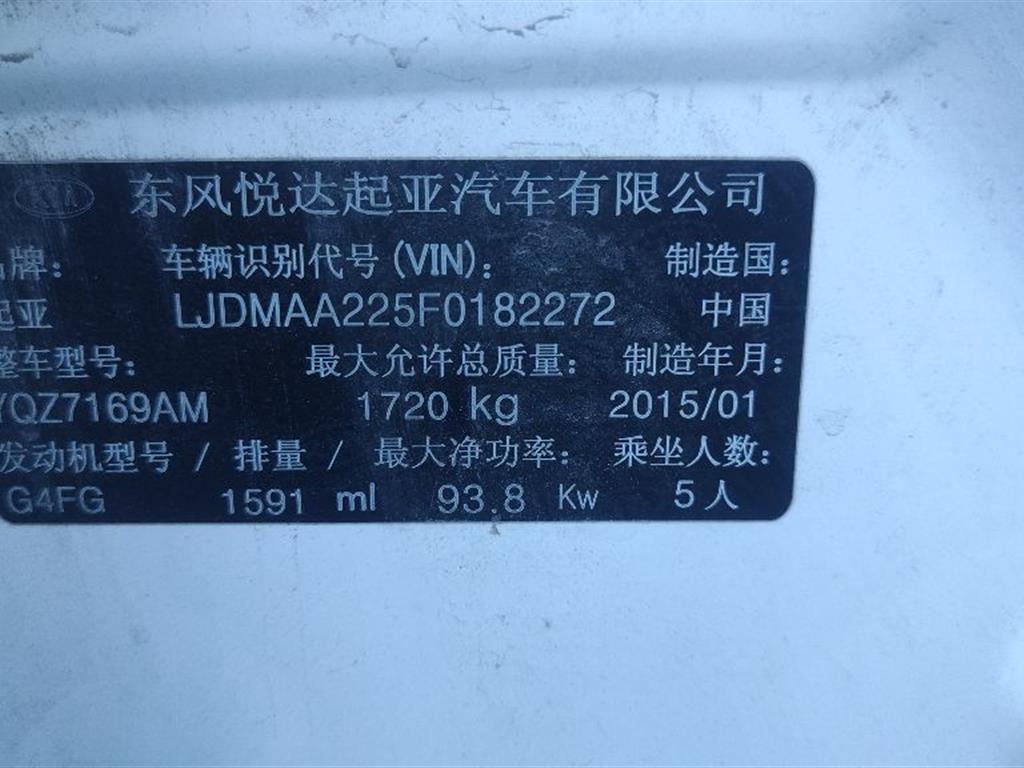 KIA 东风悦达起亚汽车有限公司
品牌: 车辆识别代号(VIN): 制造国:
起亚 LJDMAA225F0182272 中国
整车型号: 最大允许总质量: 制造年月:
YQZ7169AM 1720 kg 2015/01
发动机型号 / 排量 / 最大净功率: 乘坐人数:
G4FG 1591 ml 93.8 Kw 5人